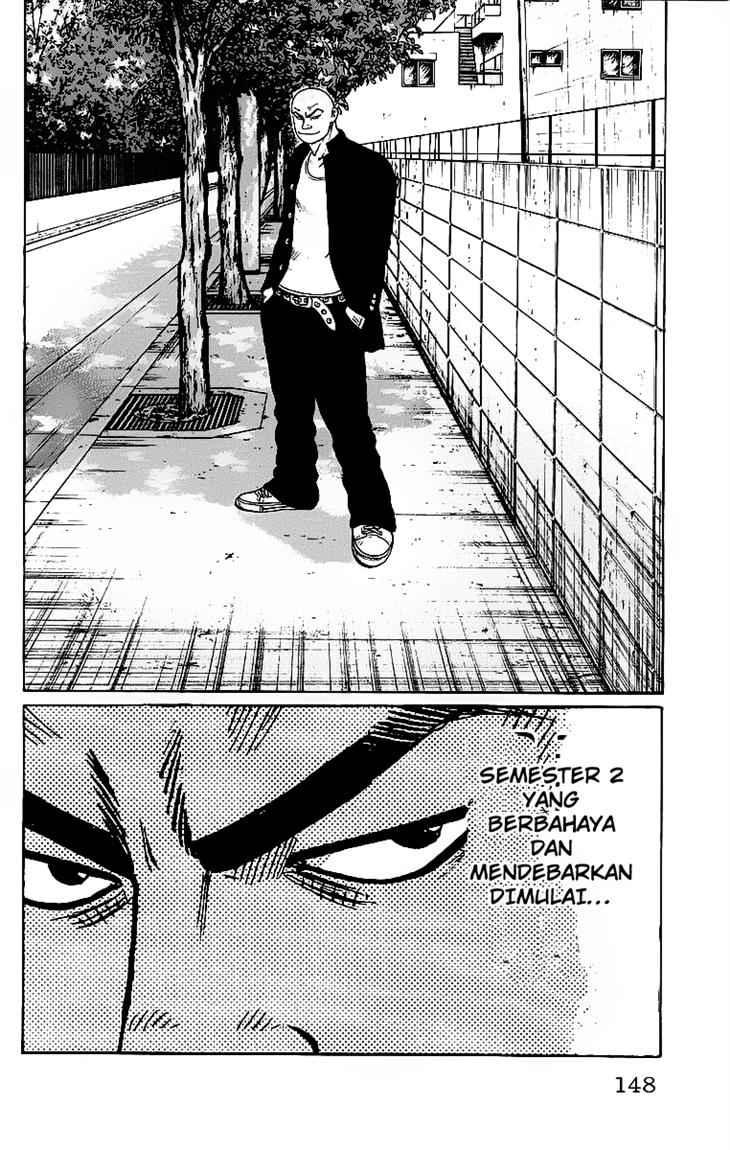 SEMESTER 2
YANG
BERBAHAYA
DAN
MENDEBARKAN
DIMULAI...
148